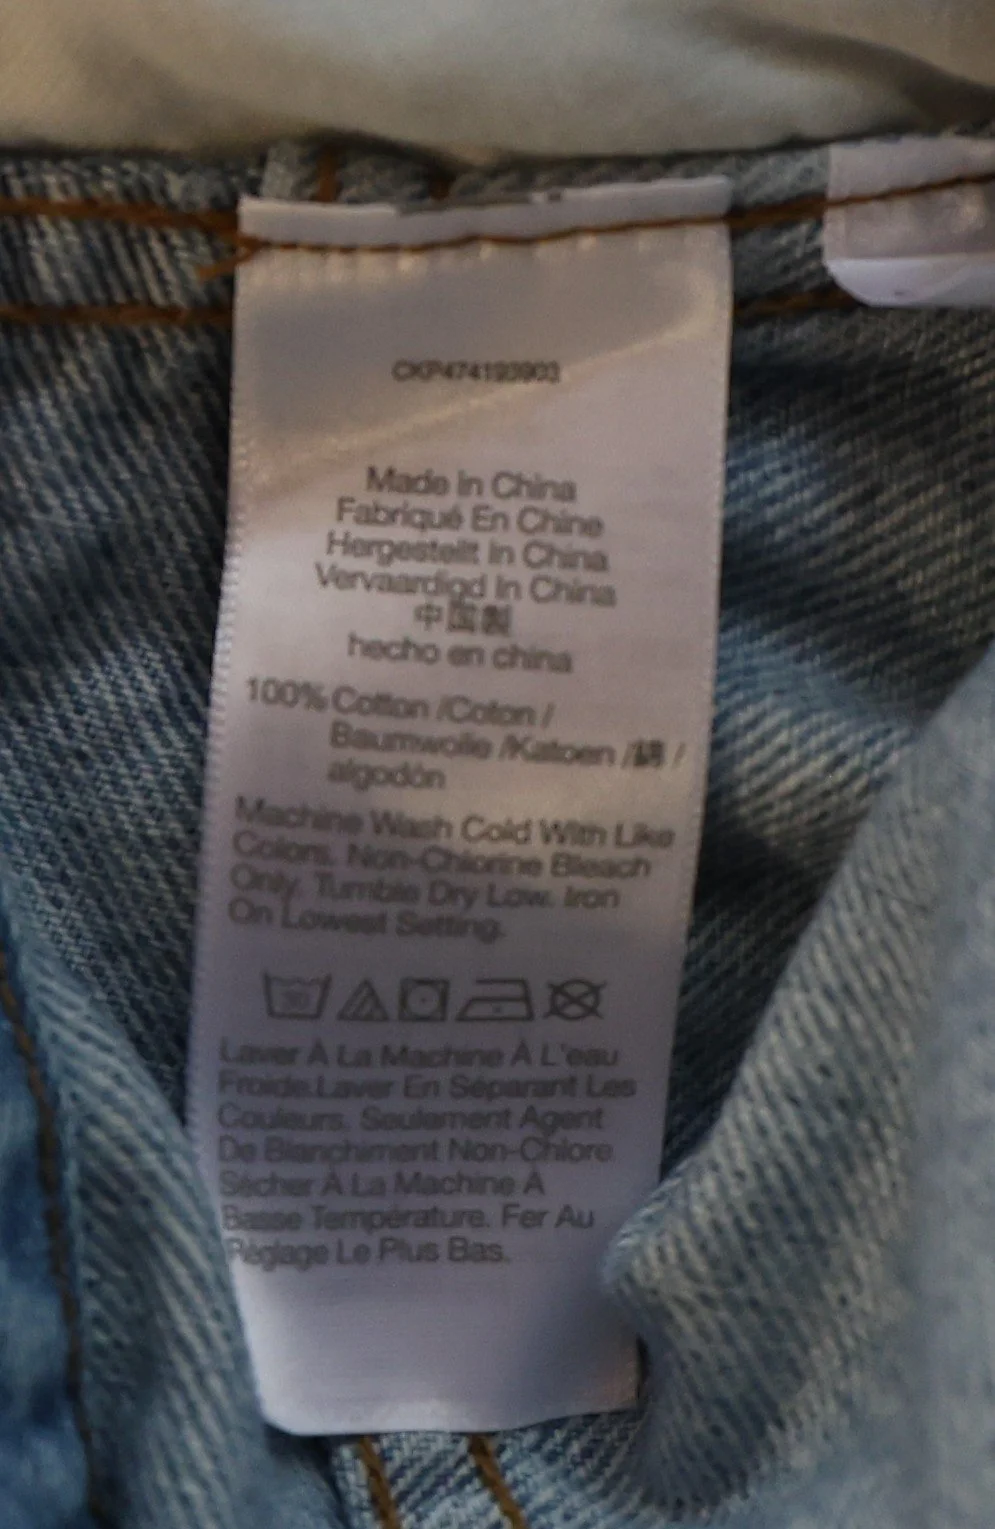 CKP474193903
Made in China
Fabriqué En Chine
Hergestellt In China
Vervaardigd In China
中国製
hecho en china
100% Cotton /Coton /
Baumwolle /Katoen /綿 /
algodón
Machine Wash Cold With Like
Colors. Non-Chlorine Bleach
Only. Tumble Dry Low. Iron
On Lowest Setting.
30
Laver À La Machine À L'eau
Froide.Laver En Séparant Les
Couleurs. Seulement Agent
De Blanchiment Non-Chlore
Sécher À La Machine À
Basse Température. Fer Au
Réglage Le Plus Bas.